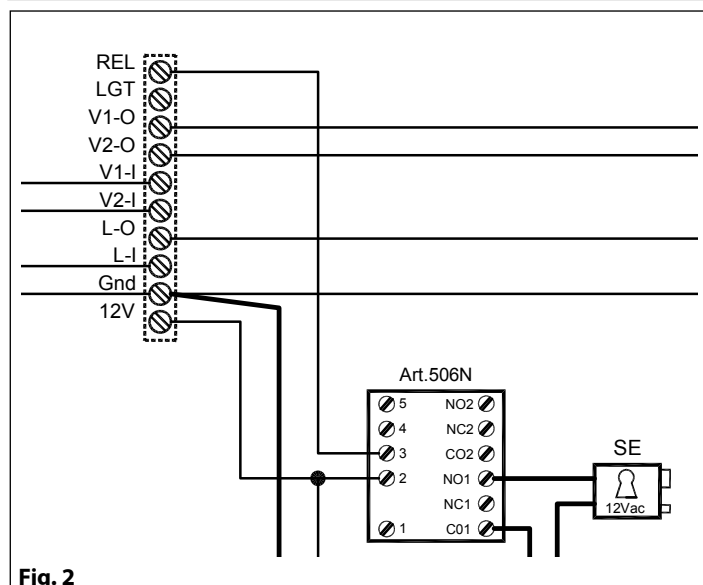 REL
LGT
V1-O
V2-O
V1-I
V2-I
L-O
L-I
Gnd
12V
Art.506N
5 NO2
4 NC2
3 CO2
2 NO1
NC1
1 C01
SE
12Vac
Fig. 2